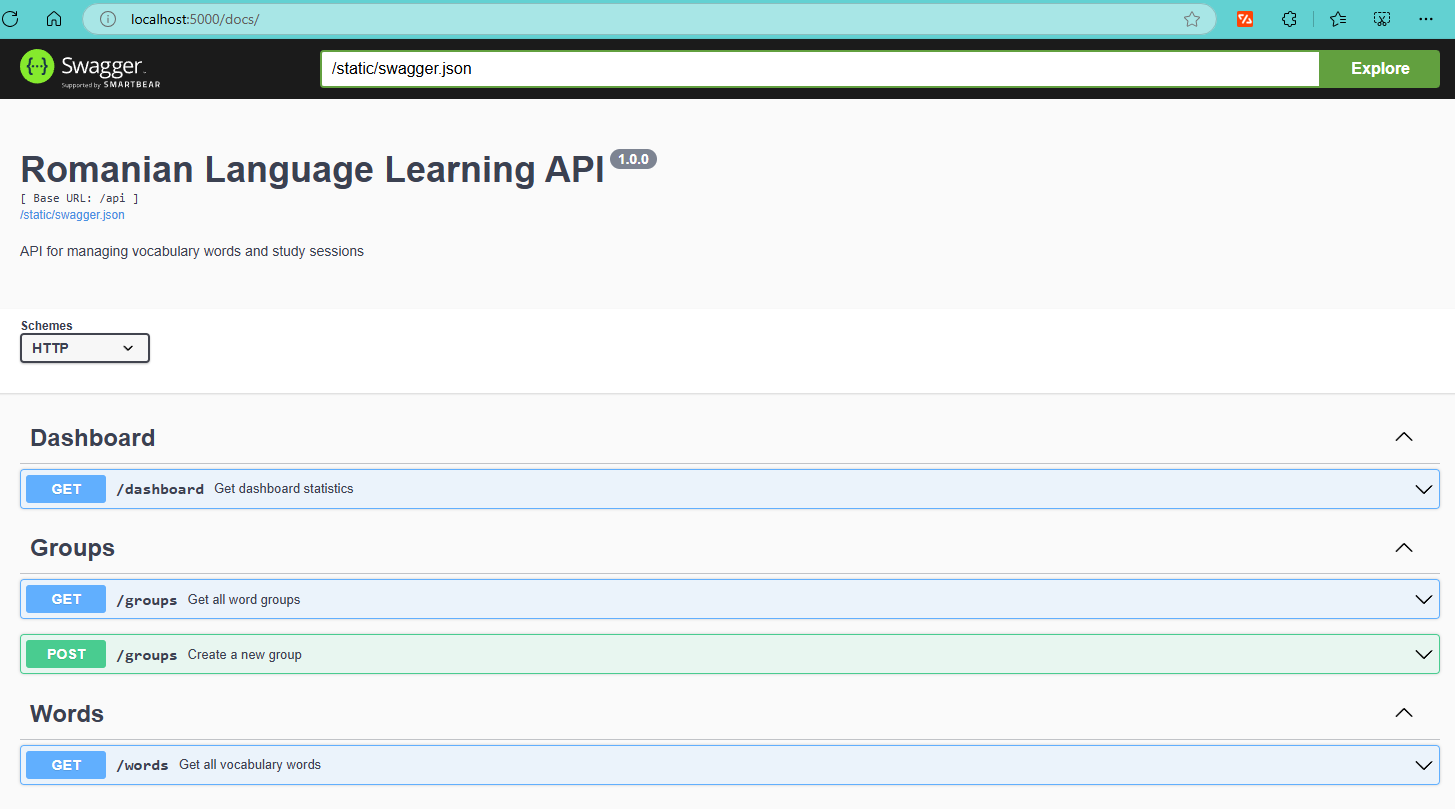 localhost:5000/docs/
Swagger.
Supported by SMARTBEAR
/static/swagger.json
Explore
Romanian Language Learning API 1.0.0
[ Base URL: /api ]
/static/swagger.json
API for managing vocabulary words and study sessions
Schemes
HTTP
Dashboard
GET /dashboard Get dashboard statistics
Groups
GET /groups Get all word groups
POST /groups Create a new group
Words
GET /words Get all vocabulary words